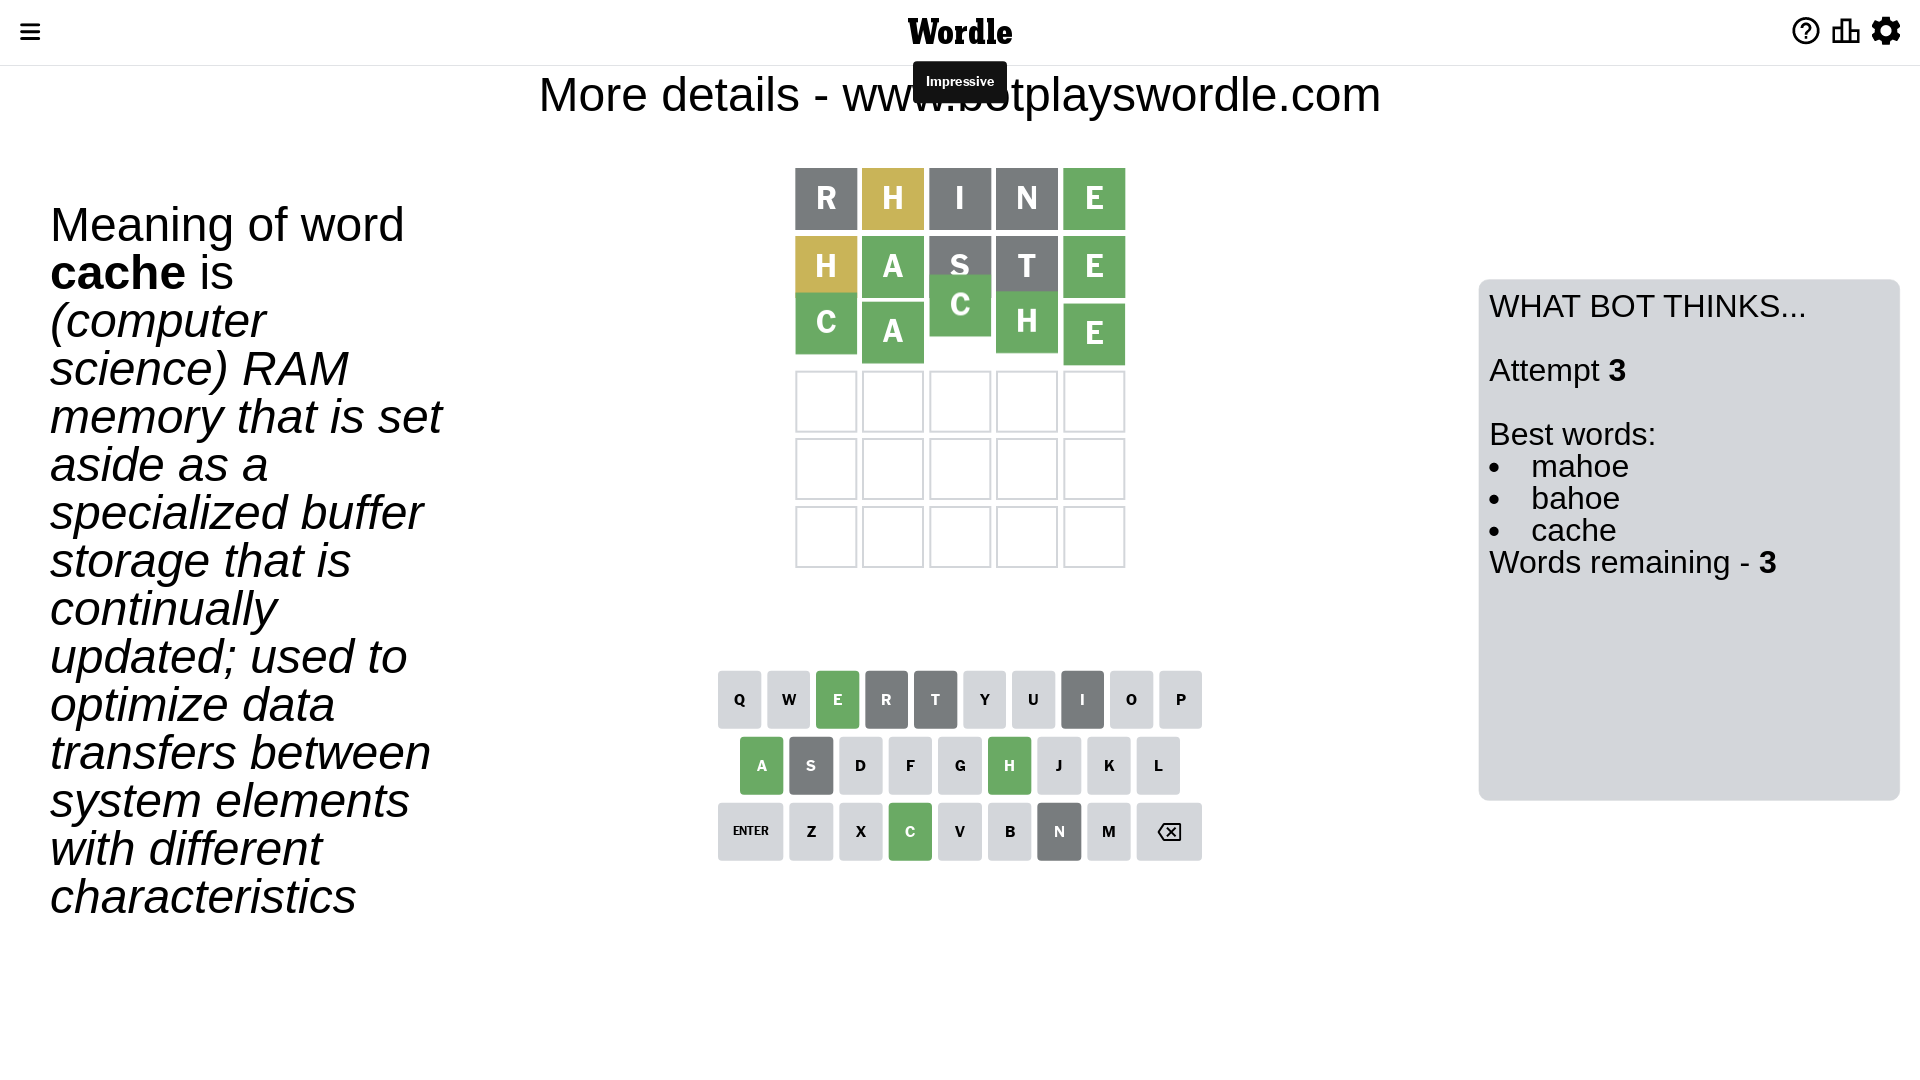 Wordle
Impressive
More details - www.botplayswordle.com
Meaning of word
cache is
(computer
science) RAM
memory that is set
aside as a
specialized buffer
storage that is
continually
updated; used to
optimize data
transfers between
system elements
with different
characteristics
R H I N E
H A S T E
C A C H E
WHAT BOT THINKS...
Attempt 3
Best words:
• mahoe
• bahoe
• cache
Words remaining - 3
Q W E R T Y U I O P
A S D F G H J K L
ENTER Z X C V B N M